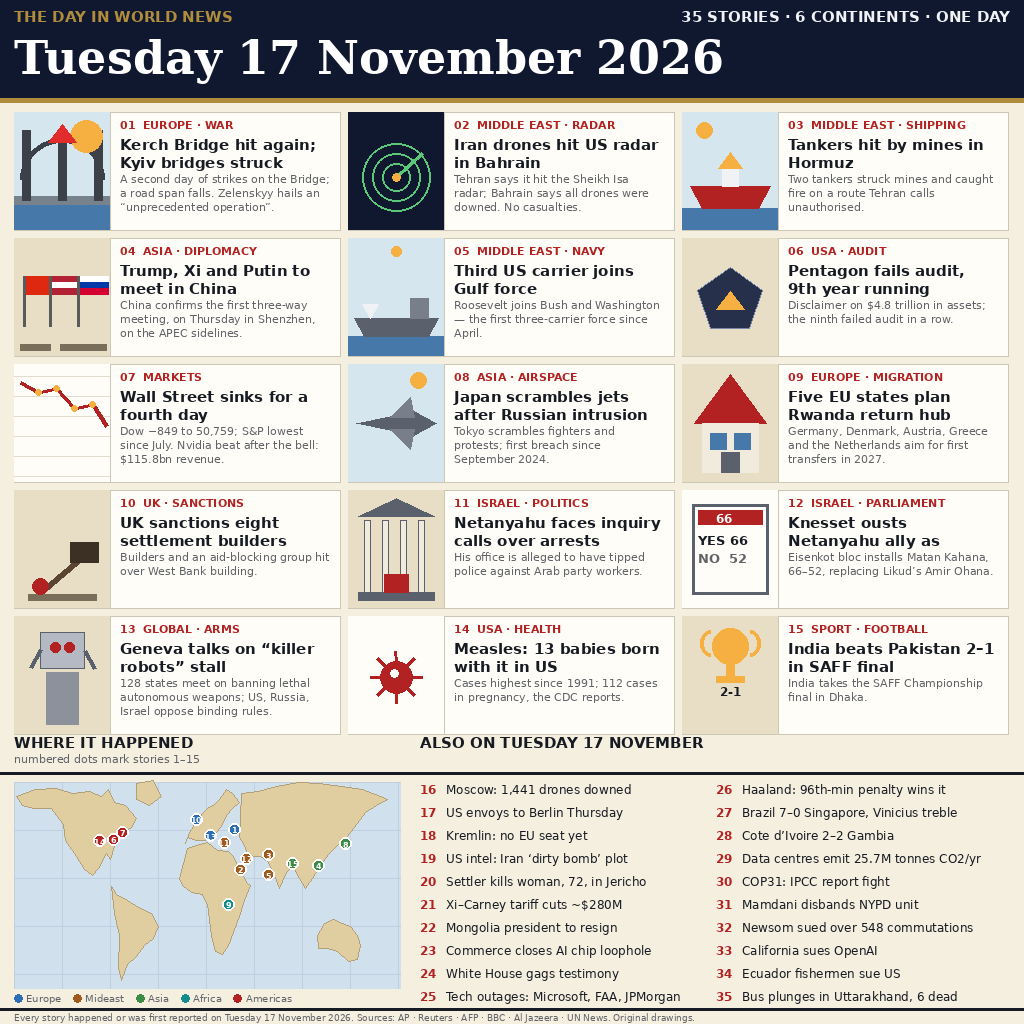 THE DAY IN WORLD NEWS
35 STORIES · 6 CONTINENTS · ONE DAY
Tuesday 17 November 2026
01 EUROPE · WAR
Kerch Bridge hit again;
Kyiv bridges struck
A second day of strikes on the Bridge;
a road span falls. Zelenskyy hails an
“unprecedented operation”.
02 MIDDLE EAST · RADAR
Iran drones hit US radar
in Bahrain
Tehran says it hit the Sheikh Isa
radar; Bahrain says all drones were
downed. No casualties.
03 MIDDLE EAST · SHIPPING
Tankers hit by mines in
Hormuz
Two tankers struck mines and caught
fire on a route Tehran calls
unauthorised.
04 ASIA · DIPLOMACY
Trump, Xi and Putin to
meet in China
China confirms the first three-way
meeting, on Thursday in Shenzhen,
on the APEC sidelines.
05 MIDDLE EAST · NAVY
Third US carrier joins
Gulf force
Roosevelt joins Bush and Washington
— the first three-carrier force since
April.
06 USA · AUDIT
Pentagon fails audit,
9th year running
Disclaimer on $4.8 trillion in assets;
the ninth failed audit in a row.
07 MARKETS
Wall Street sinks for a
fourth day
Dow −849 to 50,759; S&P lowest
since July. Nvidia beat after the bell:
$115.8bn revenue.
08 ASIA · AIRSPACE
Japan scrambles jets
after Russian intrusion
Tokyo scrambles fighters and
protests; first breach since
September 2024.
09 EUROPE · MIGRATION
Five EU states plan
Rwanda return hub
Germany, Denmark, Austria, Greece
and the Netherlands aim for first
transfers in 2027.
10 UK · SANCTIONS
UK sanctions eight
settlement builders
Builders and an aid-blocking group hit
over West Bank building.
11 ISRAEL · POLITICS
Netanyahu faces inquiry
calls over arrests
His office is alleged to have tipped
police against Arab party workers.
66
YES 66
NO 52
12 ISRAEL · PARLIAMENT
Knesset ousts
Netanyahu ally as
Eisenkot bloc installs Matan Kahana,
66–52, replacing Likud’s Amir Ohana.
13 GLOBAL · ARMS
Geneva talks on “killer
robots” stall
128 states meet on banning lethal
autonomous weapons; US, Russia,
Israel oppose binding rules.
14 USA · HEALTH
Measles: 13 babies born
with it in US
Cases highest since 1991; 112 cases
in pregnancy, the CDC reports.
2-1
15 SPORT · FOOTBALL
India beats Pakistan 2–1
in SAFF final
India takes the SAFF Championship
final in Dhaka.
WHERE IT HAPPENED
numbered dots mark stories 1–15
10
13
1
7
6
14
11
12
2
3
5
15
4
8
9
Europe
Mideast
Asia
Africa
Americas
ALSO ON TUESDAY 17 NOVEMBER
16 Moscow: 1,441 drones downed
17 US envoys to Berlin Thursday
18 Kremlin: no EU seat yet
19 US intel: Iran ‘dirty bomb’ plot
20 Settler kills woman, 72, in Jericho
21 Xi–Carney tariff cuts ~$280M
22 Mongolia president to resign
23 Commerce closes AI chip loophole
24 White House gags testimony
25 Tech outages: Microsoft, FAA, JPMorgan
26 Haaland: 96th-min penalty wins it
27 Brazil 7–0 Singapore, Vinicius treble
28 Cote d’Ivoire 2–2 Gambia
29 Data centres emit 25.7M tonnes CO2/yr
30 COP31: IPCC report fight
31 Mamdani disbands NYPD unit
32 Newsom sued over 548 commutations
33 California sues OpenAI
34 Ecuador fishermen sue US
35 Bus plunges in Uttarakhand, 6 dead
Every story happened or was first reported on Tuesday 17 November 2026. Sources: AP · Reuters · AFP · BBC · Al Jazeera · UN News. Original drawings.